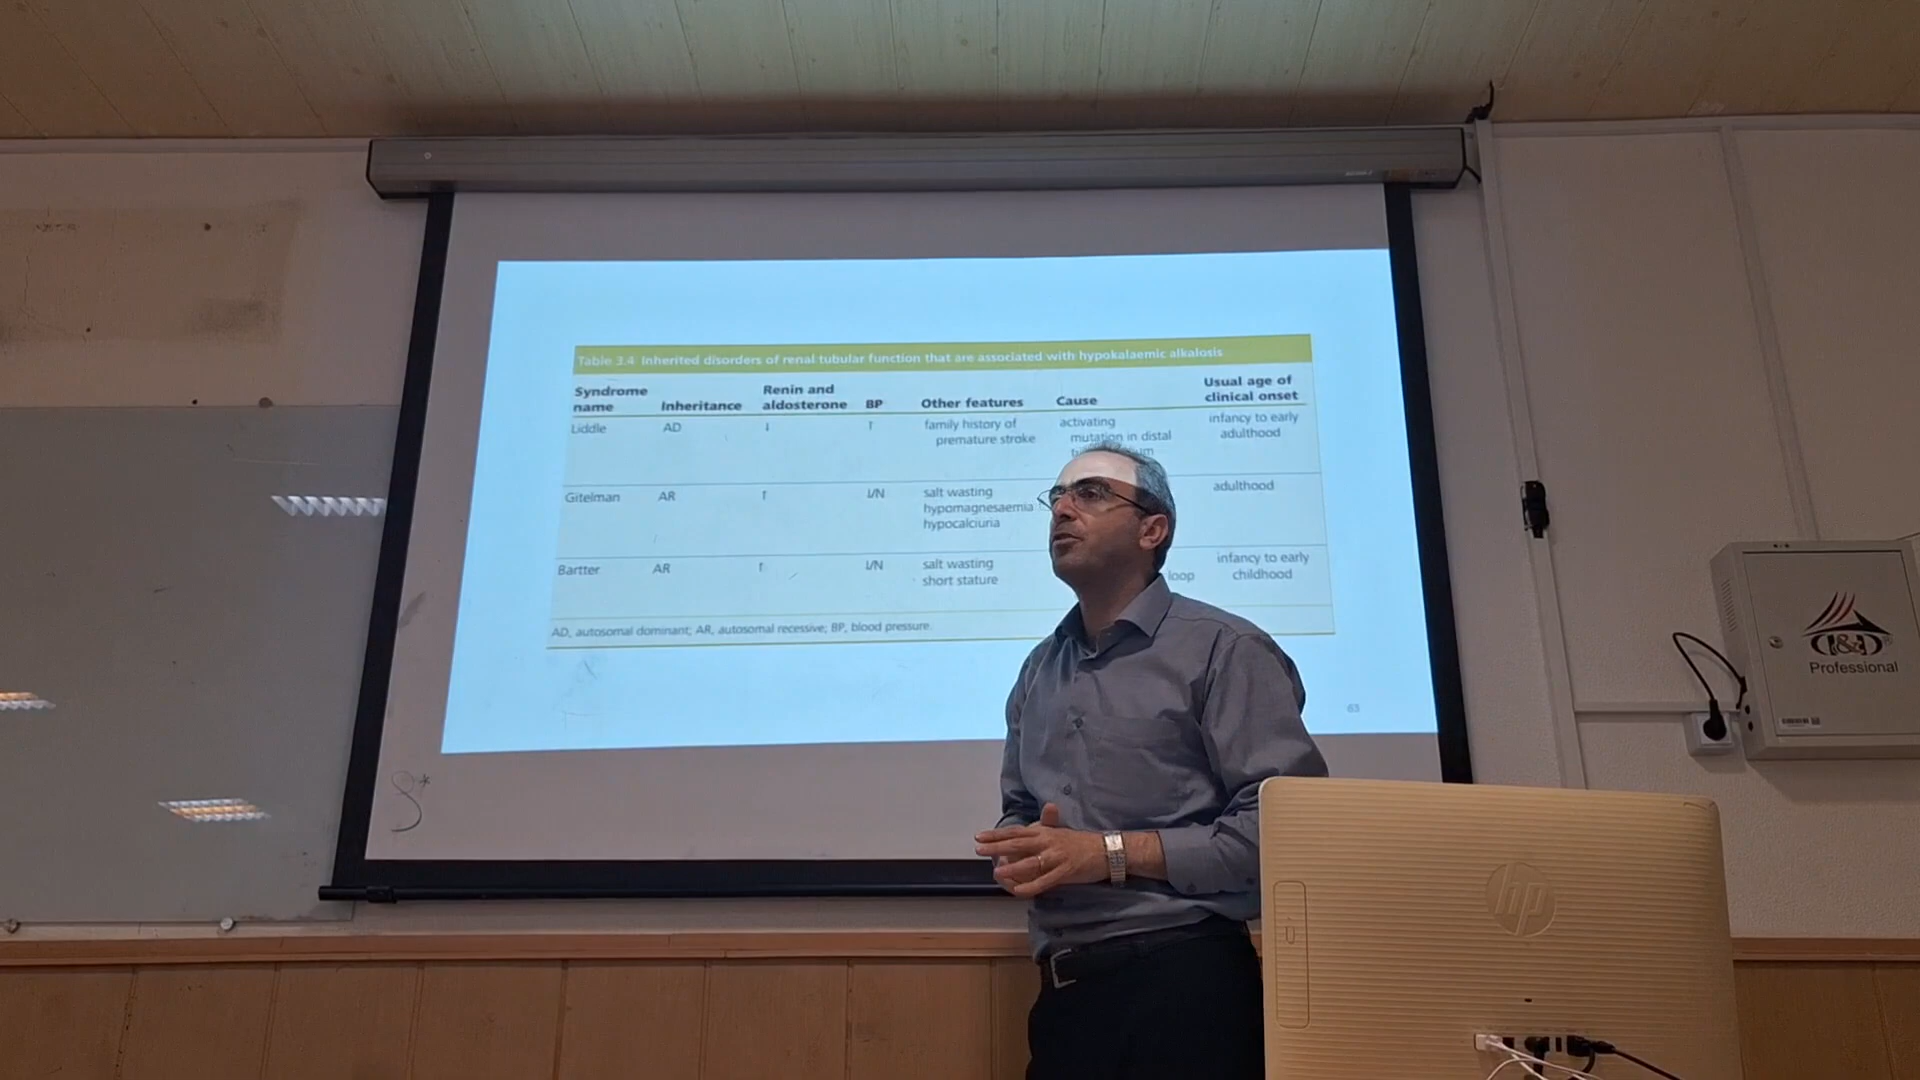 Table 3.4 Inherited disorders of renal tubular function that are associated with hypokalaemic alkalosis
Syndrome name Inheritance Renin and aldosterone BP Other features Cause Usual age of clinical onset
Liddle AD ↓ ↑ family history of premature stroke activating mutation in distal infancy to early adulthood
Gitelman AR ↑ ↓/N salt wasting hypomagnesaemia hypocalciuria adulthood
Bartter AR ↑ ↓/N salt wasting short stature loop infancy to early childhood
AD, autosomal dominant; AR, autosomal recessive; BP, blood pressure.
63
Professional
hp